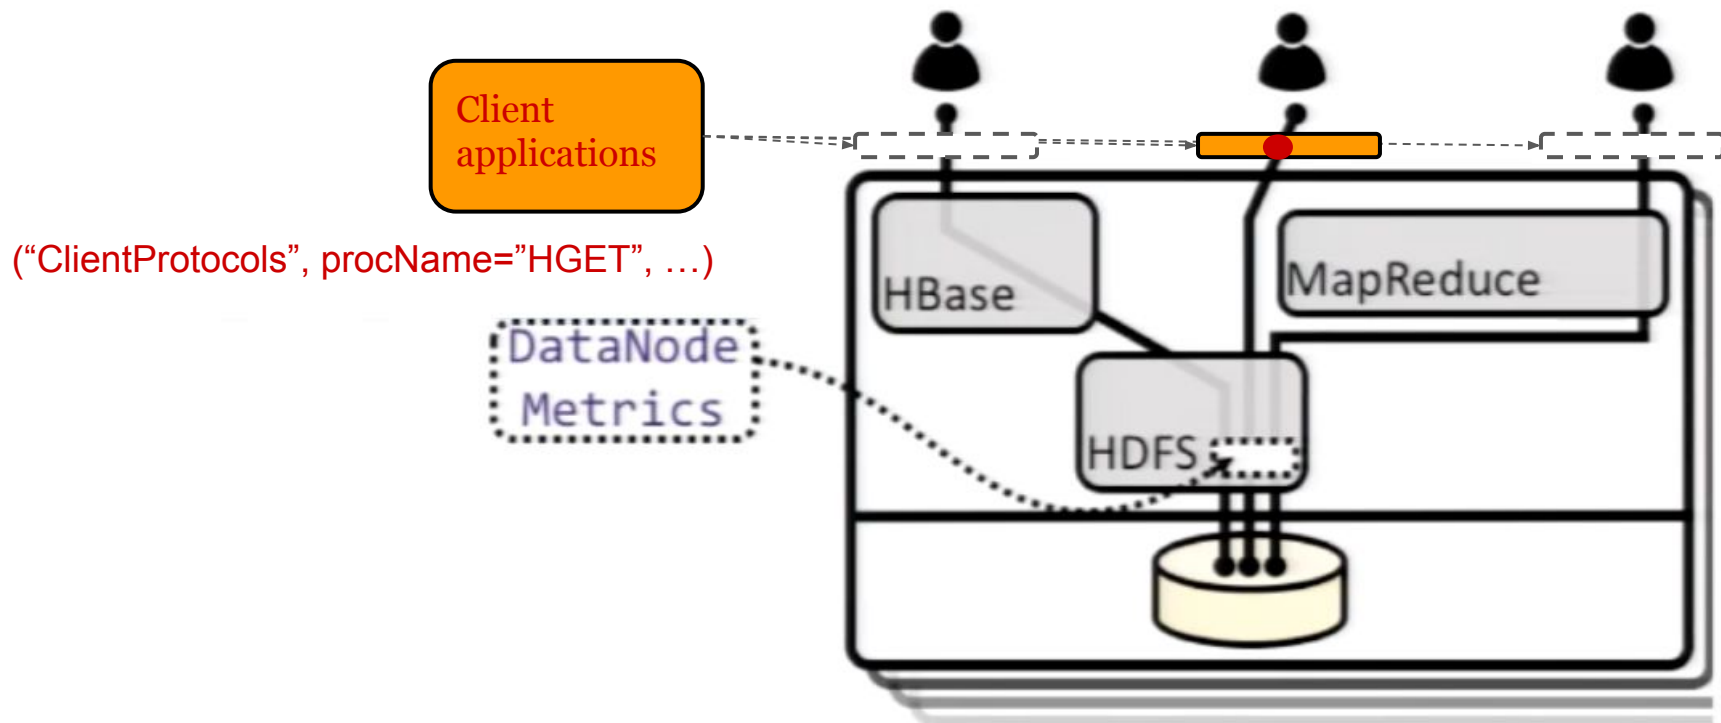 Client
applications
(“ClientProtocols”, procName=”HGET”, …)
DataNode
Metrics
HBase
MapReduce
HDFS